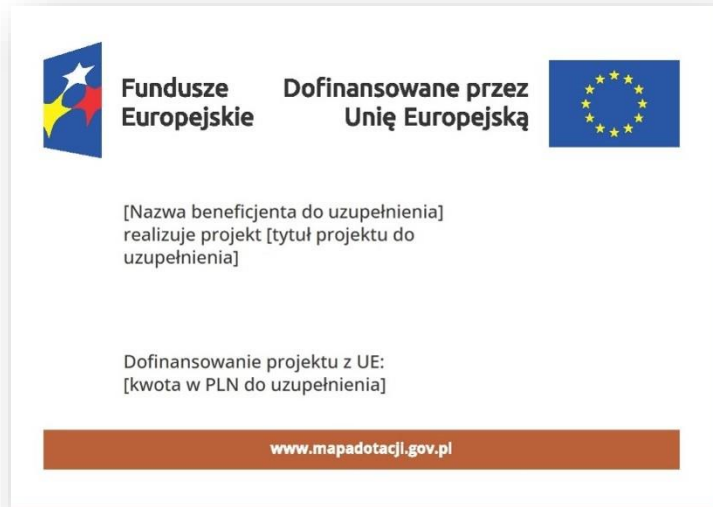 Fundusze
Europejskie
Dofinansowane przez
Unię Europejską
[Nazwa beneficjenta do uzupełnienia]
realizuje projekt [tytuł projektu do
uzupełnienia]
Dofinansowanie projektu z UE:
[kwota w PLN do uzupełnienia]
www.mapadotacji.gov.pl